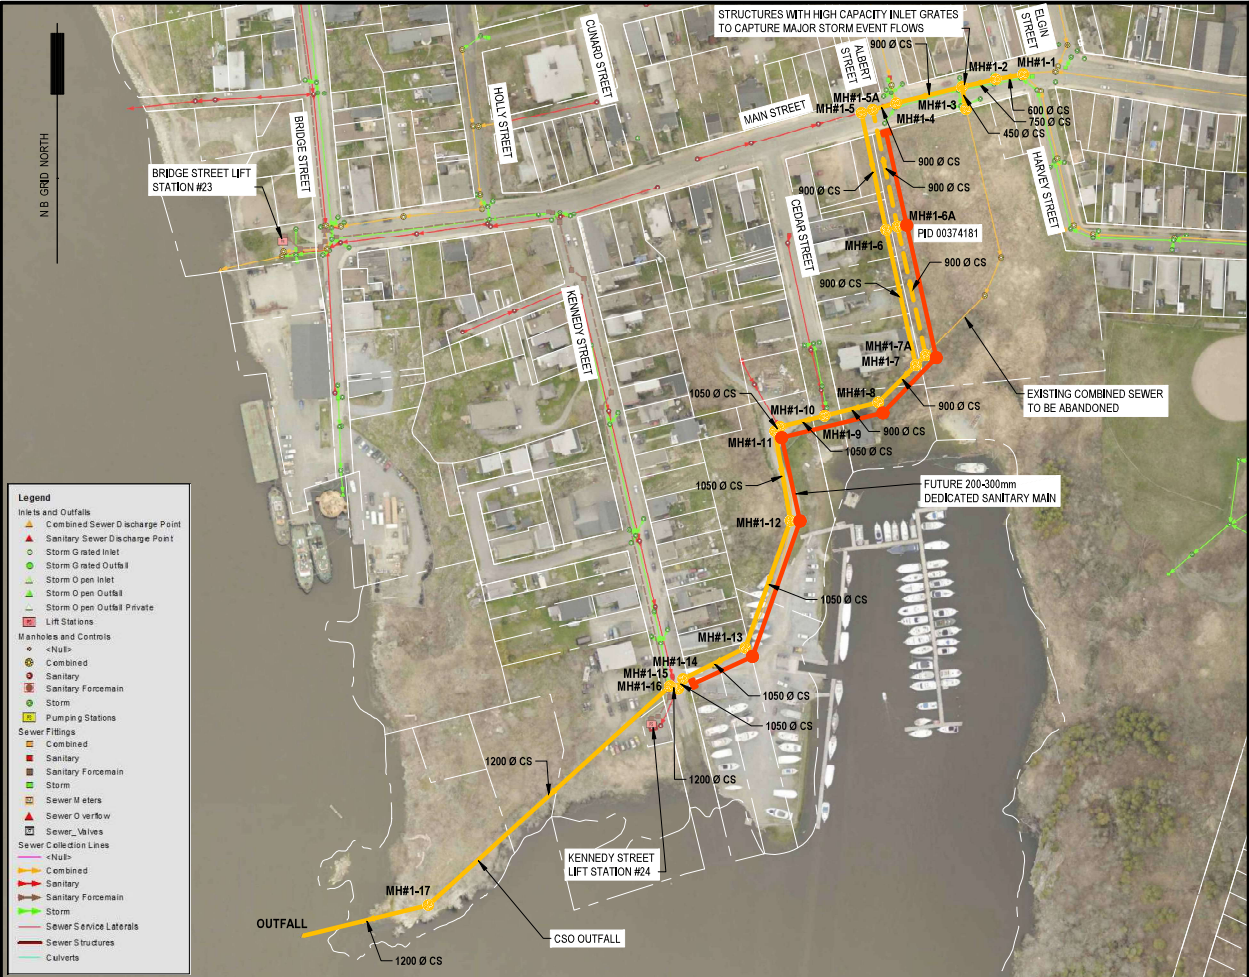 STRUCTURES WITH HIGH CAPACITY INLET GRATES
TO CAPTURE MAJOR STORM EVENT FLOWS
900 Ø CS
ALBERT
STREET
ELGIN
STREET
MH#1-2
MH#1-1
MH#1-5A
MH#1-5
MH#1-3
MH#1-4
600 Ø CS
750 Ø CS
450 Ø CS
CUNARD STREET
HOLLY STREET
MAIN STREET
BRIDGE STREET
NB GRID NORTH
BRIDGE STREET LIFT
STATION #23
HARVEY STREET
900 Ø CS
900 Ø CS
900 Ø CS
CEDAR STREET
MH#1-6A
PID 00374181
MH#1-6
900 Ø CS
900 Ø CS
KENNEDY STREET
MH#1-7A
MH#1-7
EXISTING COMBINED SEWER
TO BE ABANDONED
1050 Ø CS
MH#1-10
MH#1-8
900 Ø CS
MH#1-11
MH#1-9
900 Ø CS
1050 Ø CS
1050 Ø CS
FUTURE 200-300mm
DEDICATED SANITARY MAIN
MH#1-12
1050 Ø CS
MH#1-13
MH#1-14
MH#1-15
MH#1-16
1050 Ø CS
1050 Ø CS
1200 Ø CS
1200 Ø CS
KENNEDY STREET
LIFT STATION #24
MH#1-17
OUTFALL
CSO OUTFALL
1200 Ø CS
Legend
Inlets and Outfalls
Combined Sewer Discharge Point
Sanitary Sewer Discharge Point
Storm Grated Inlet
Storm Grated Outfall
Storm Open Inlet
Storm Open Outfall
Storm Open Outfall Private
Lift Stations
Manholes and Controls
<Null>
Combined
Sanitary
Sanitary Forcemain
Storm
Pumping Stations
Sewer Fittings
Combined
Sanitary
Sanitary Forcemain
Storm
Sewer Meters
Sewer Overflow
Sewer_Valves
Sewer Collection Lines
<Null>
Combined
Sanitary
Sanitary Forcemain
Storm
Sewer Service Laterals
Sewer Structures
Culverts